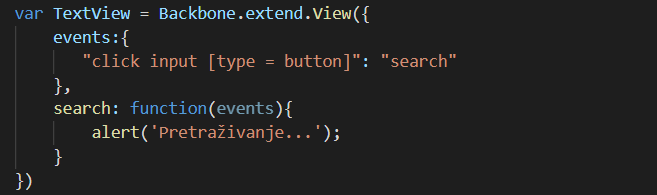 var TextView = Backbone.extend.View({
    events:{
       "click input [type = button]": "search"
    },
    search: function(events){
        alert('Pretraživanje...');
    }
})